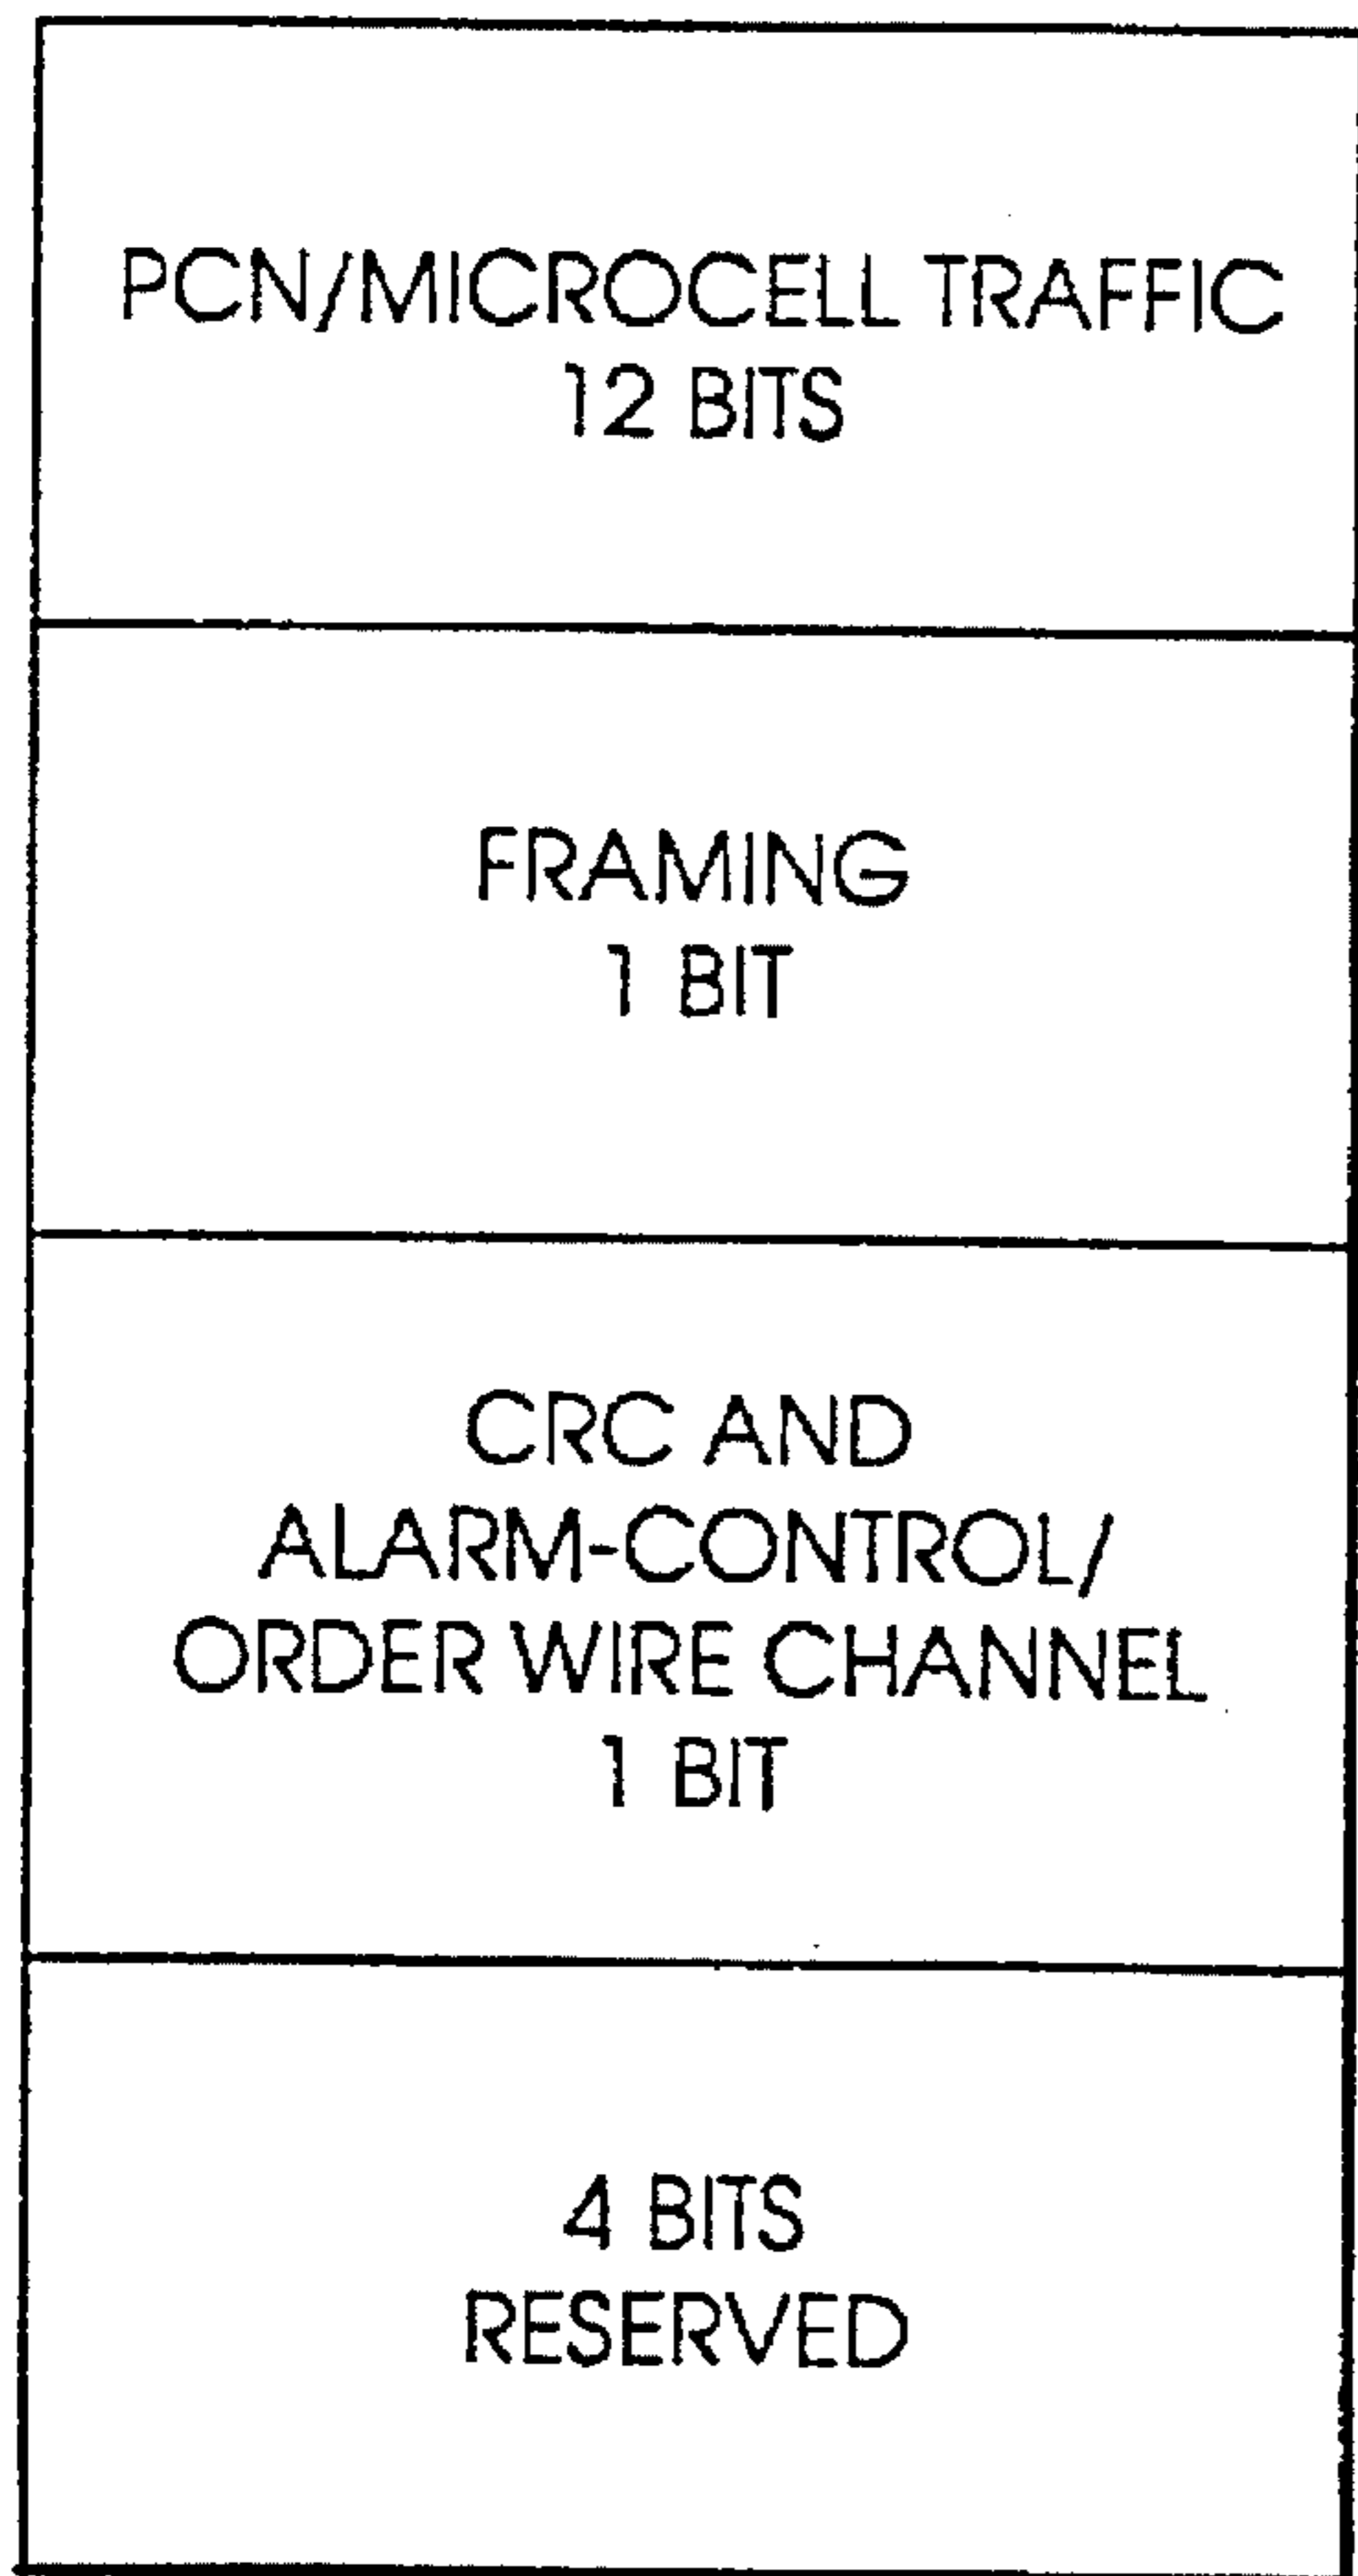 PCN/MICROCELL TRAFFIC
12 BITS
FRAMING
1 BIT
CRC AND
ALARM-CONTROL/
ORDER WIRE CHANNEL
1 BIT
4 BITS
RESERVED